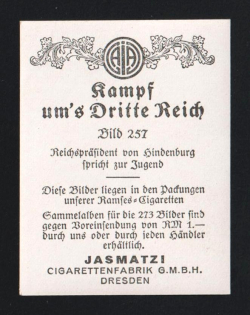 AJA
Kampf
um's Dritte Reich
Bild 257
Reichspräsident von Hindenburg
spricht zur Jugend
Diese Bilder liegen in den Packungen
unserer Ramses-Cigaretten
Sammelalben für die 273 Bilder sind
gegen Voreinsendung von RM 1.—
durch uns oder durch jeden Händler
erhältlich.
JASMATZI
CIGARETTENFABRIK G.M.B.H.
DRESDEN